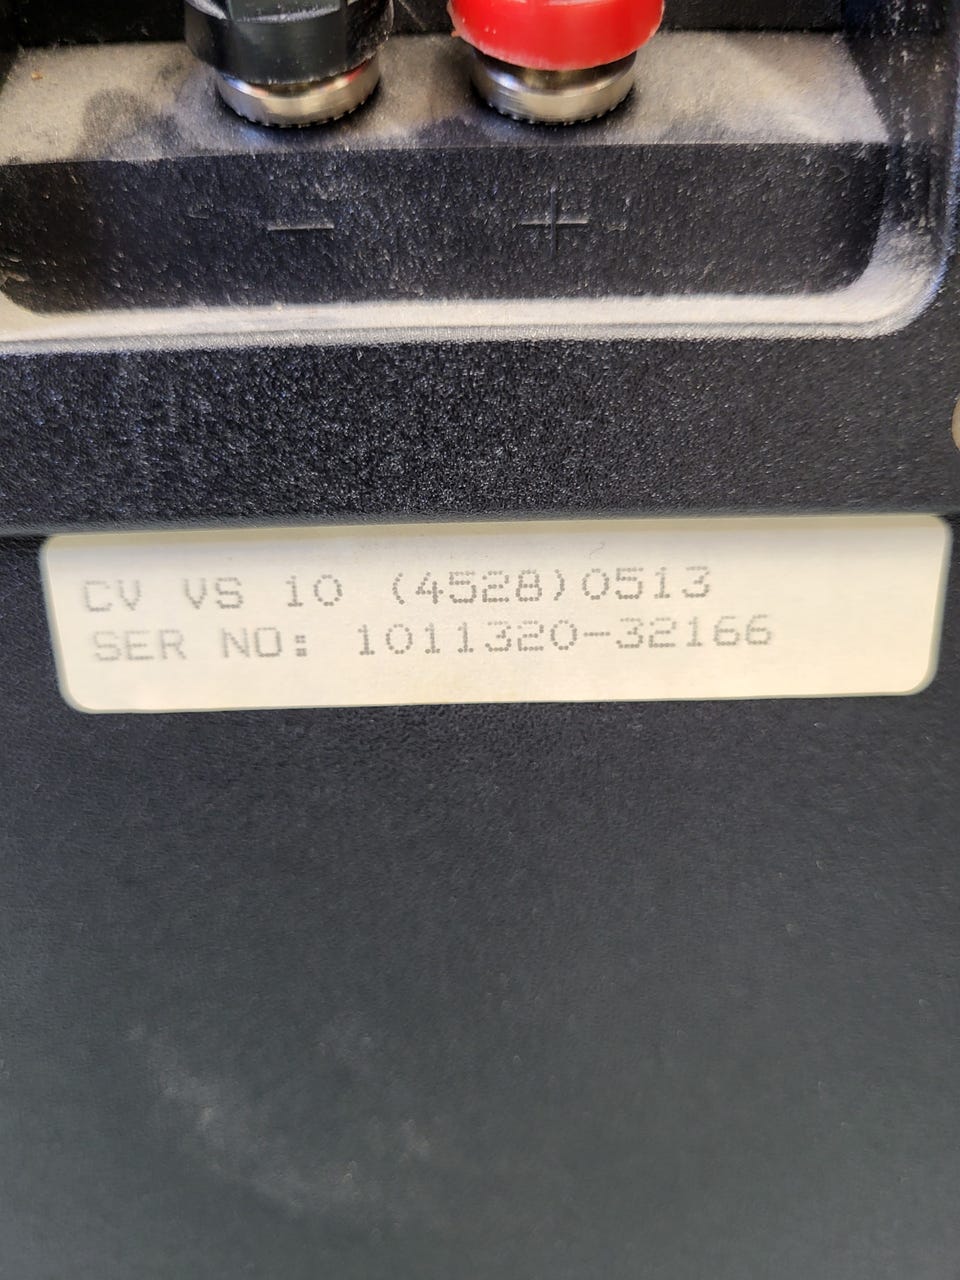 - +
CV VS 10 (4528)0513
SER NO: 1011320-32166